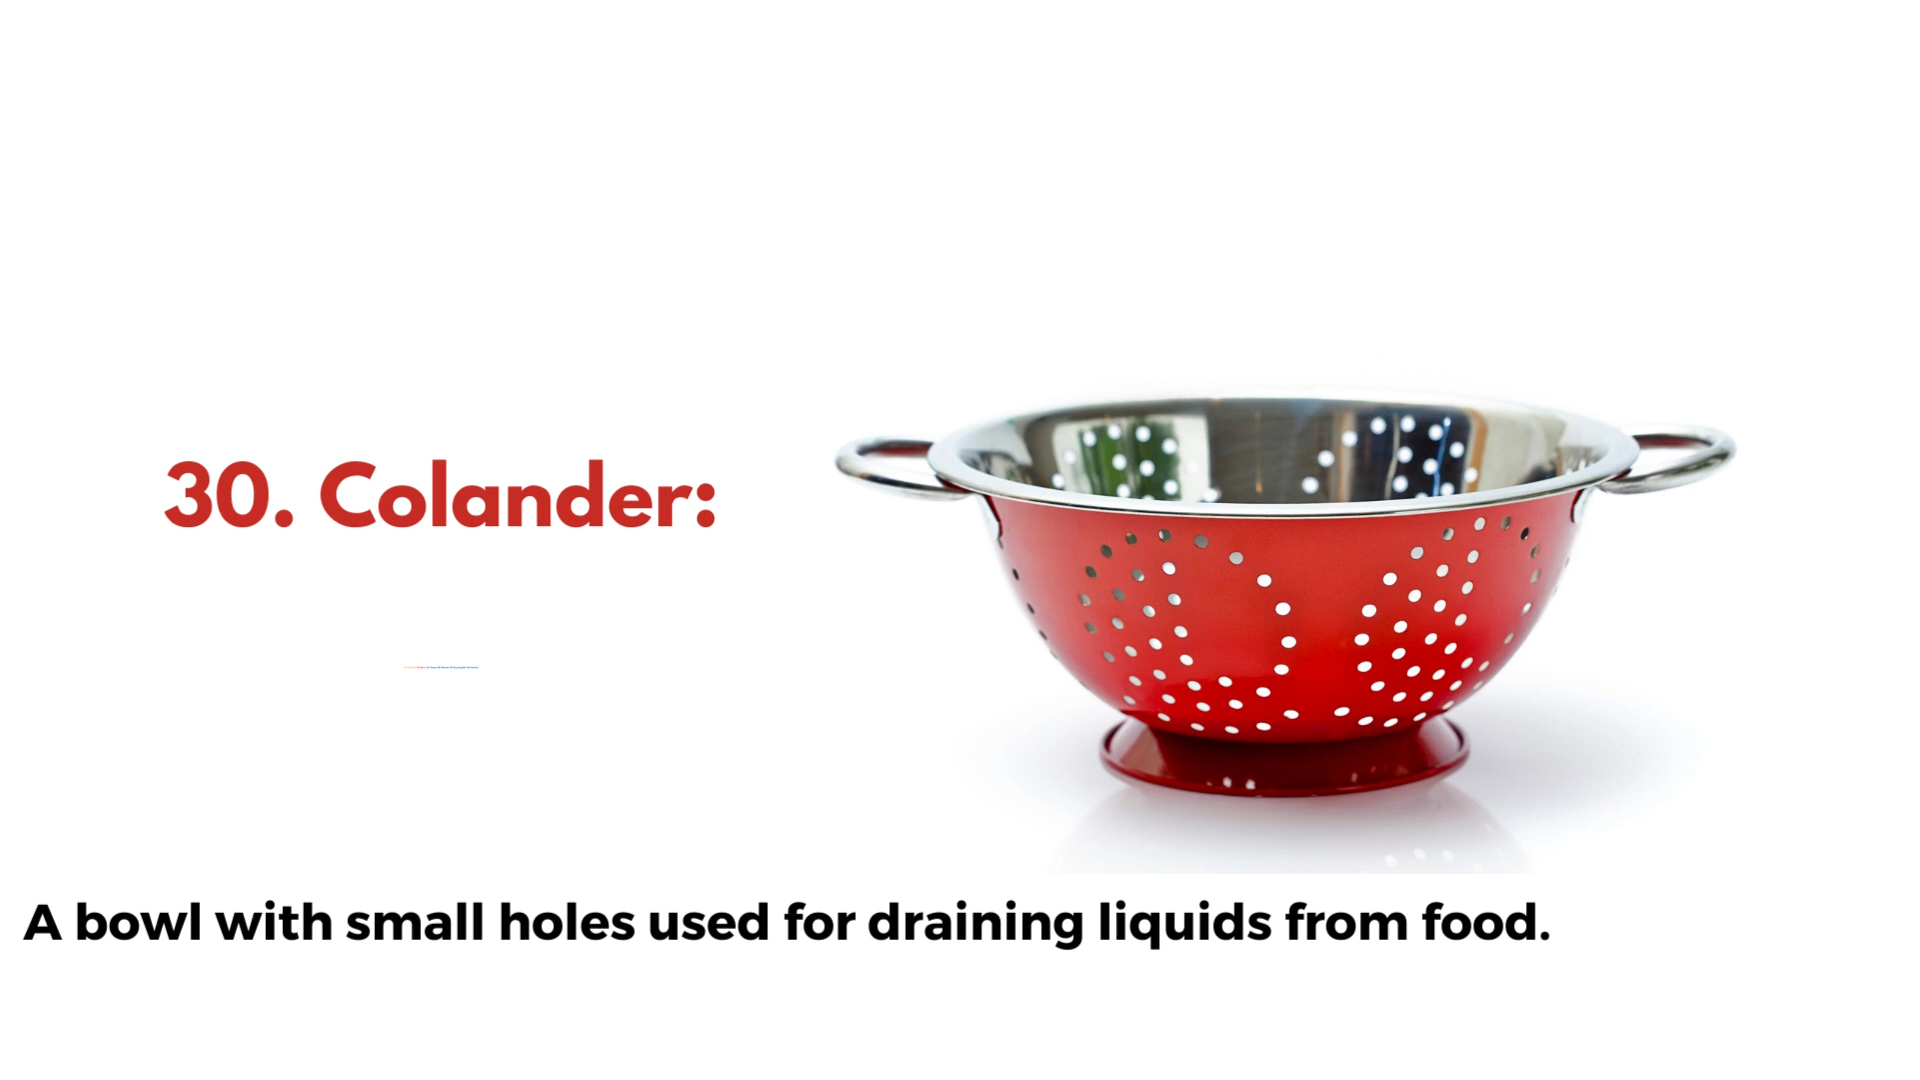 30. Colander:
A bowl with small holes used for draining liquids from food.